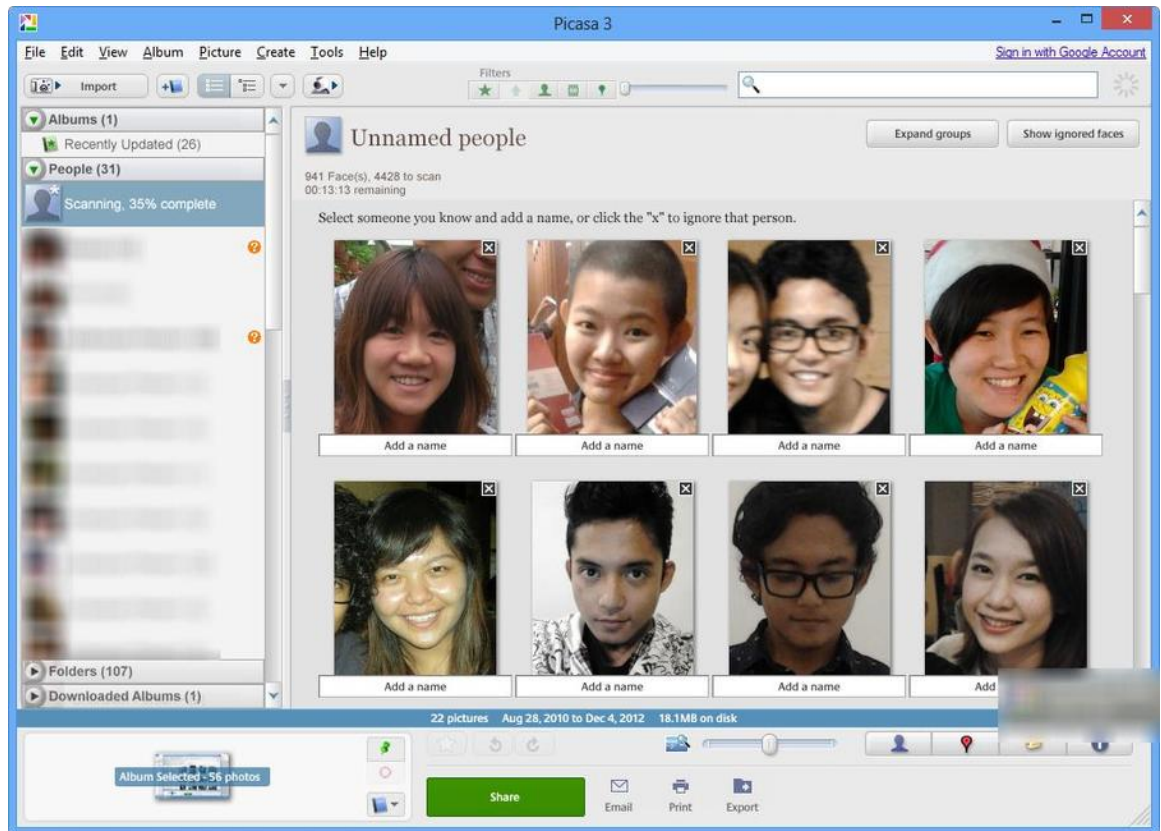 Picasa 3
File Edit View Album Picture Create Tools Help
Sign in with Google Account
Import
Filters
Albums (1)
Recently Updated (26)
People (31)
Scanning, 35% complete
Unnamed people
Expand groups
Show ignored faces
941 Face(s), 4428 to scan
00:13:13 remaining
Select someone you know and add a name, or click the "x" to ignore that person.
Add a name Add a name Add a name Add a name
Add a name Add a name Add a name Add
Folders (107)
Downloaded Albums (1)
22 pictures Aug 28, 2010 to Dec 4, 2012 18.1MB on disk
Album Selected - 56 photos
Share
Email Print Export